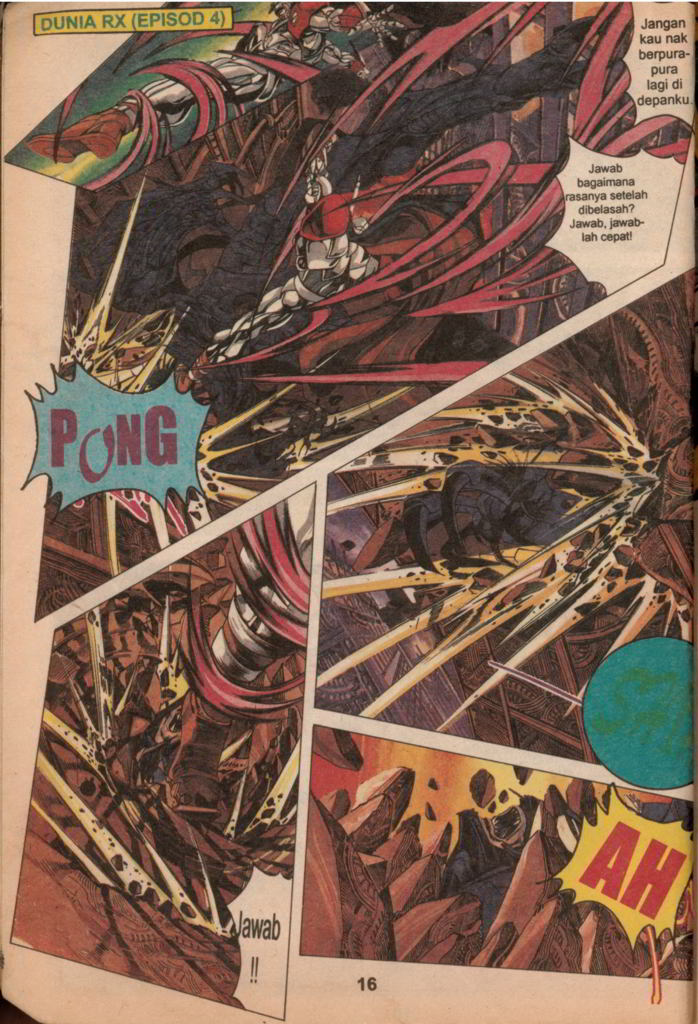 DUNIA RX (EPISOD 4)
Jangan
kau nak
berpura-
pura
lagi di
depanku.
Jawab
bagaimana
rasanya setelah
dibelasah?
Jawab, jawab-
lah cepat!
PONG
AH
Jawab
!!
16